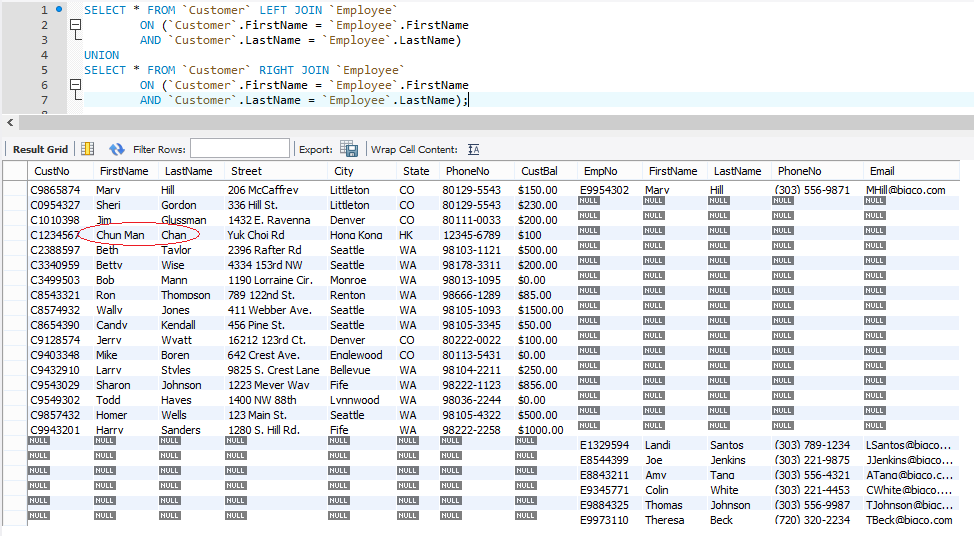 1 SELECT * FROM `Customer` LEFT JOIN `Employee`
2 ON (`Customer`.FirstName = `Employee`.FirstName
3 AND `Customer`.LastName = `Employee`.LastName)
4 UNION
5 SELECT * FROM `Customer` RIGHT JOIN `Employee`
6 ON (`Customer`.FirstName = `Employee`.FirstName
7 AND `Customer`.LastName = `Employee`.LastName);
Result Grid Filter Rows: Export: Wrap Cell Content: IA
CustNo FirstName LastName Street City State PhoneNo CustBal EmpNo FirstName LastName PhoneNo Email
C9865874 Mary Hill 206 McCaffrey Littleton CO 80129-5543 $150.00 E9954302 Mary Hill (303) 556-9871 MHill@bigco.com
C0954327 Sheri Gordon 336 Hill St. Littleton CO 80129-5543 $230.00 NULL NULL NULL NULL NULL
C1010398 Jim Glussman 1432 E. Ravenna Denver CO 80111-0033 $200.00 NULL NULL NULL NULL NULL
C1234567 Chun Man Chan Yuk Choi Rd Hong Kong HK 12345-6789 $100 NULL NULL NULL NULL NULL
C2388597 Beth Taylor 2396 Rafter Rd Seattle WA 98103-1121 $500.00 NULL NULL NULL NULL NULL
C3340959 Betty Wise 4334 153rd NW Seattle WA 98178-3311 $200.00 NULL NULL NULL NULL NULL
C3499503 Bob Mann 1190 Lorraine Cir. Monroe WA 98013-1095 $0.00 NULL NULL NULL NULL NULL
C8543321 Ron Thompson 789 122nd St. Renton WA 98666-1289 $85.00 NULL NULL NULL NULL NULL
C8574932 Wally Jones 411 Webber Ave. Seattle WA 98105-1093 $1500.00 NULL NULL NULL NULL NULL
C8654390 Candy Kendall 456 Pine St. Seattle WA 98105-3345 $50.00 NULL NULL NULL NULL NULL
C9128574 Jerry Wyatt 16212 123rd Ct. Denver CO 80222-0022 $100.00 NULL NULL NULL NULL NULL
C9403348 Mike Boren 642 Crest Ave. Englewood CO 80113-5431 $0.00 NULL NULL NULL NULL NULL
C9432910 Larry Styles 9825 S. Crest Lane Bellevue WA 98104-2211 $250.00 NULL NULL NULL NULL NULL
C9543029 Sharon Johnson 1223 Meyer Way Fife WA 98222-1123 $856.00 NULL NULL NULL NULL NULL
C9549302 Todd Hayes 1400 NW 88th Lynnwood WA 98036-2244 $0.00 NULL NULL NULL NULL NULL
C9857432 Homer Wells 123 Main St. Seattle WA 98105-4322 $500.00 NULL NULL NULL NULL NULL
C9943201 Harry Sanders 1280 S. Hill Rd. Fife WA 98222-2258 $1000.00 NULL NULL NULL NULL NULL
NULL NULL NULL NULL NULL NULL NULL NULL E1329594 Landi Santos (303) 789-1234 LSantos@bigco...
NULL NULL NULL NULL NULL NULL NULL NULL E8544399 Joe Jenkins (303) 221-9875 JJenkins@bigco...
NULL NULL NULL NULL NULL NULL NULL NULL E8843211 Amy Tang (303) 556-4321 ATang@bigco.c...
NULL NULL NULL NULL NULL NULL NULL NULL E9345771 Colin White (303) 221-4453 CWhite@bigco....
NULL NULL NULL NULL NULL NULL NULL NULL E9884325 Thomas Johnson (303) 556-9987 TJohnson@bigco...
NULL NULL NULL NULL NULL NULL NULL NULL E9973110 Theresa Beck (720) 320-2234 TBeck@bigco.com